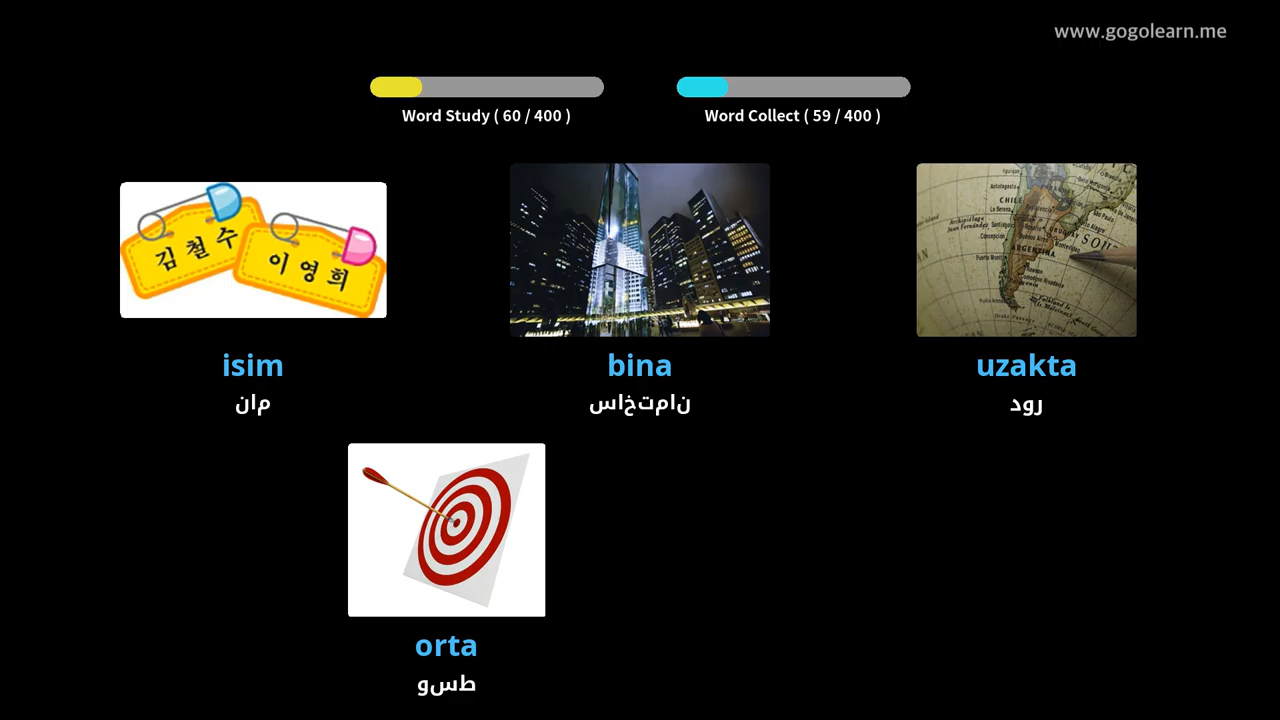 www.gogolearn.me
Word Study ( 60 / 400 )
Word Collect ( 59 / 400 )
김철수
이영희
CHILE
ARGENTINA
SOU
isim
مان
bina
نامتخاس
uzakta
رود
orta
طسو